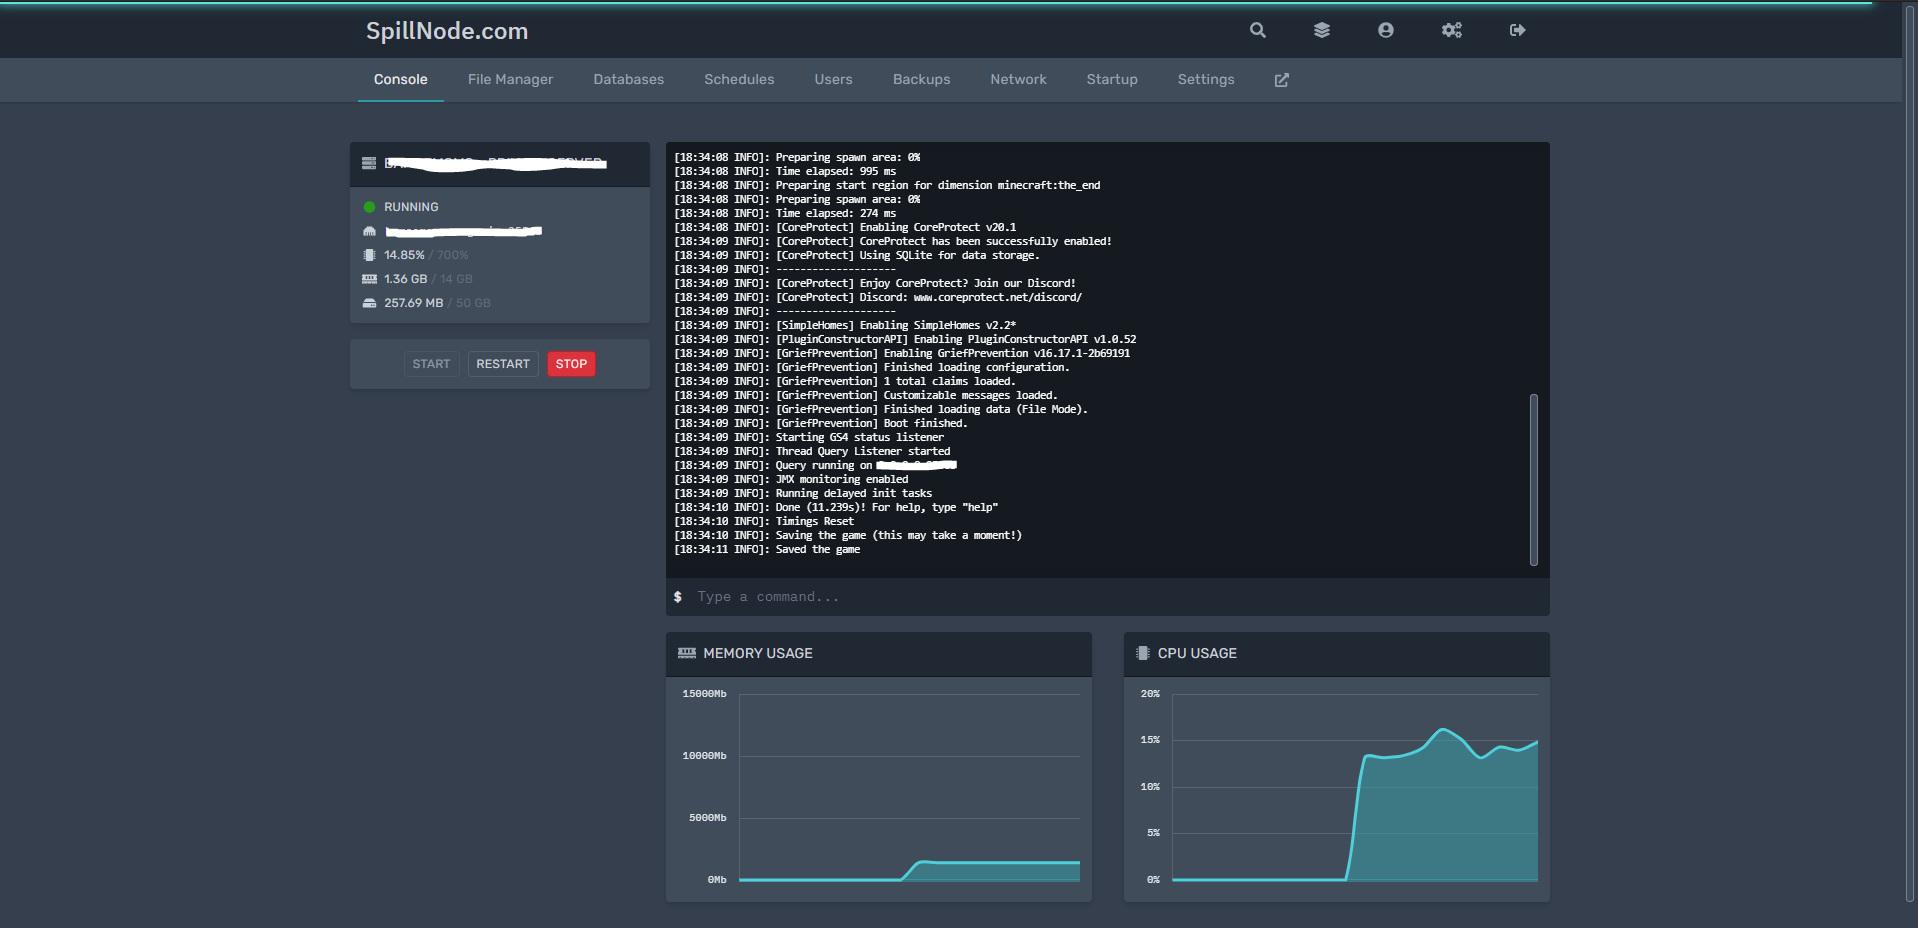 SpillNode.com
Console File Manager Databases Schedules Users Backups Network Startup Settings
RUNNING
14.85% / 700%
1.36 GB / 14 GB
257.69 MB / 50 GB
START RESTART STOP
[18:34:08 INFO]: Preparing spawn area: 0%
[18:34:08 INFO]: Time elapsed: 995 ms
[18:34:08 INFO]: Preparing start region for dimension minecraft:the_end
[18:34:08 INFO]: Preparing spawn area: 0%
[18:34:08 INFO]: Time elapsed: 274 ms
[18:34:08 INFO]: [CoreProtect] Enabling CoreProtect v20.1
[18:34:09 INFO]: [CoreProtect] CoreProtect has been successfully enabled!
[18:34:09 INFO]: [CoreProtect] Using SQLite for data storage.
[18:34:09 INFO]: --------------------
[18:34:09 INFO]: [CoreProtect] Enjoy CoreProtect? Join our Discord!
[18:34:09 INFO]: [CoreProtect] Discord: www.coreprotect.net/discord/
[18:34:09 INFO]: --------------------
[18:34:09 INFO]: [SimpleHomes] Enabling SimpleHomes v2.2*
[18:34:09 INFO]: [PluginConstructorAPI] Enabling PluginConstructorAPI v1.0.52
[18:34:09 INFO]: [GriefPrevention] Enabling GriefPrevention v16.17.1-2b69191
[18:34:09 INFO]: [GriefPrevention] Finished loading configuration.
[18:34:09 INFO]: [GriefPrevention] 1 total claims loaded.
[18:34:09 INFO]: [GriefPrevention] Customizable messages loaded.
[18:34:09 INFO]: [GriefPrevention] Finished loading data (File Mode).
[18:34:09 INFO]: [GriefPrevention] Boot finished.
[18:34:09 INFO]: Starting GS4 status listener
[18:34:09 INFO]: Thread Query Listener started
[18:34:09 INFO]: Query running on
[18:34:09 INFO]: JMX monitoring enabled
[18:34:09 INFO]: Running delayed init tasks
[18:34:10 INFO]: Done (11.239s)! For help, type "help"
[18:34:10 INFO]: Timings Reset
[18:34:10 INFO]: Saving the game (this may take a moment!)
[18:34:11 INFO]: Saved the game
$ Type a command...
MEMORY USAGE
15000Mb
10000Mb
5000Mb
0Mb
CPU USAGE
20%
15%
10%
5%
0%